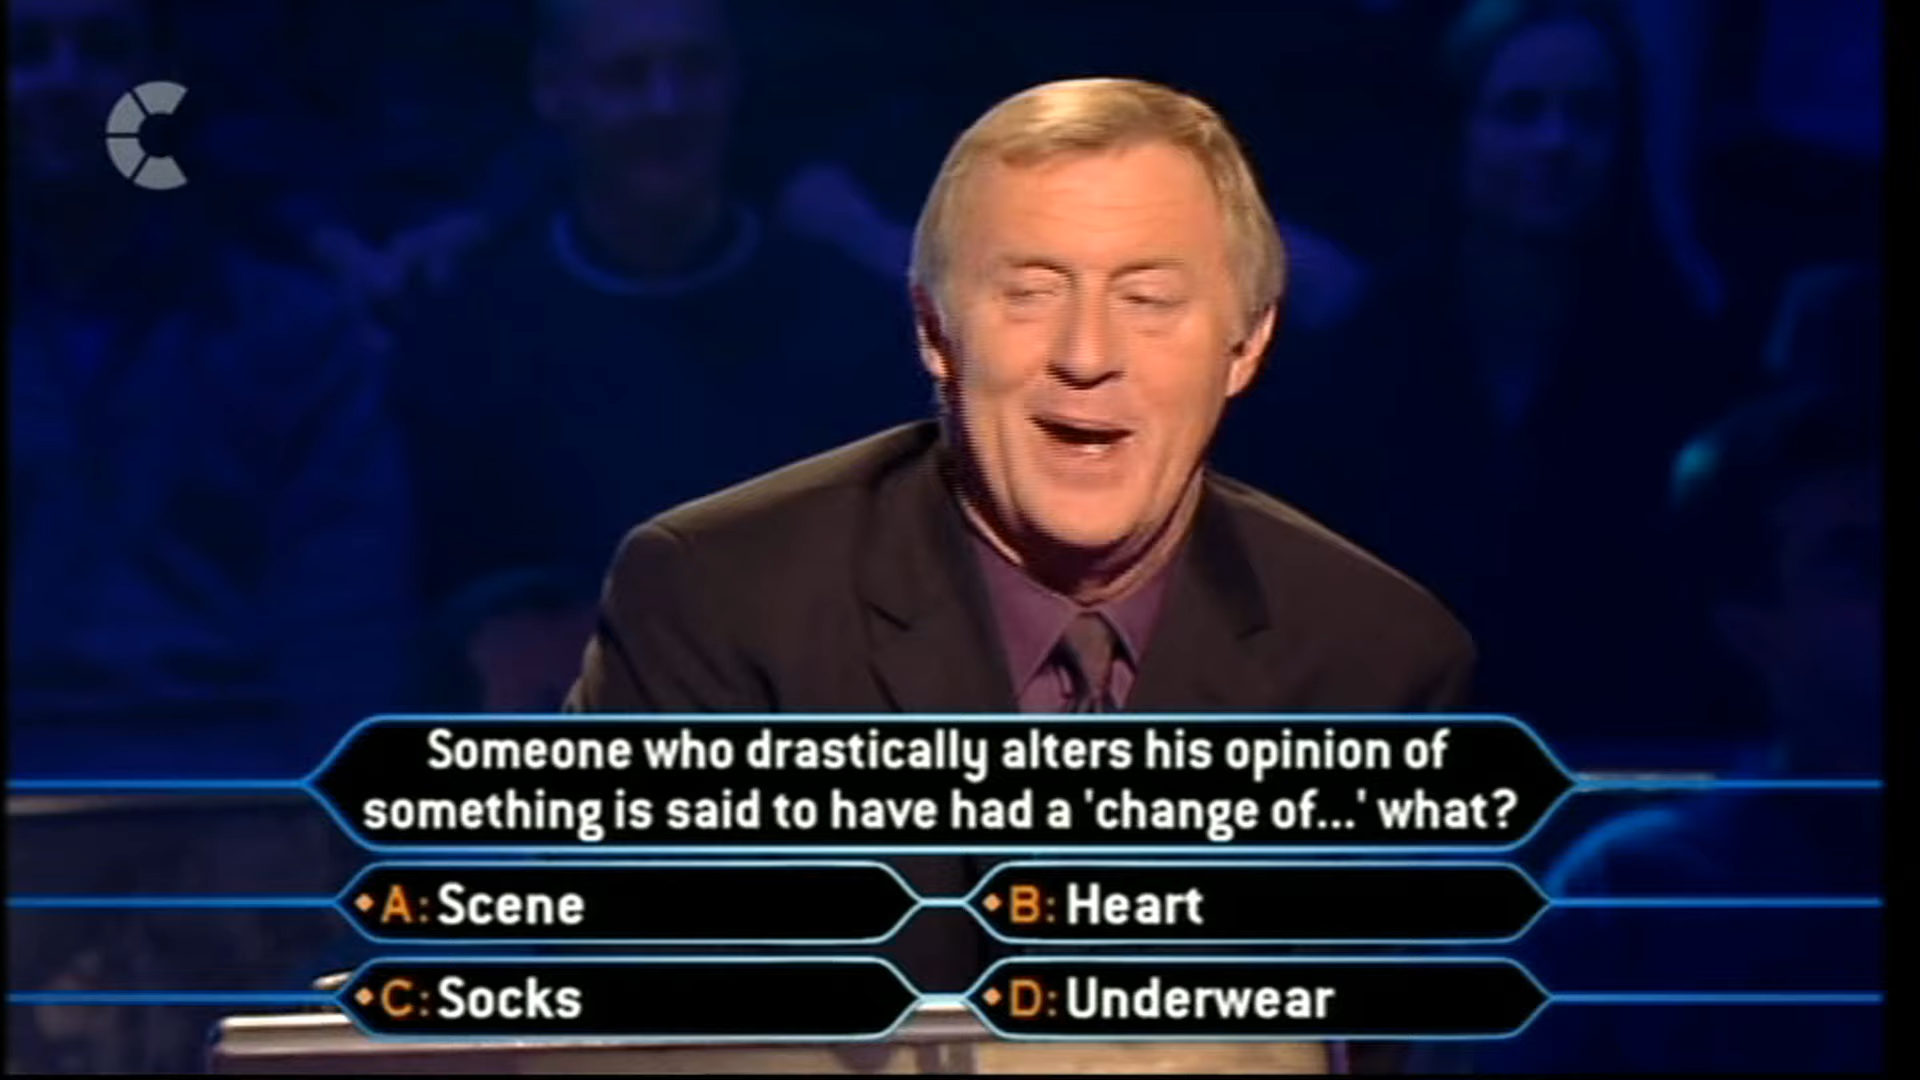 Someone who drastically alters his opinion of
something is said to have had a 'change of...' what?
A: Scene
B: Heart
C: Socks
D: Underwear